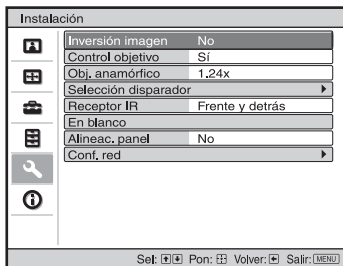 Instalación
Inversión imagen No
Control objetivo Sí
Obj. anamórfico 1.24x
Selección disparador
Receptor IR Frente y detrás
En blanco
Alineac. panel No
Conf. red
Sel: Pon: Volver: Salir: MENU